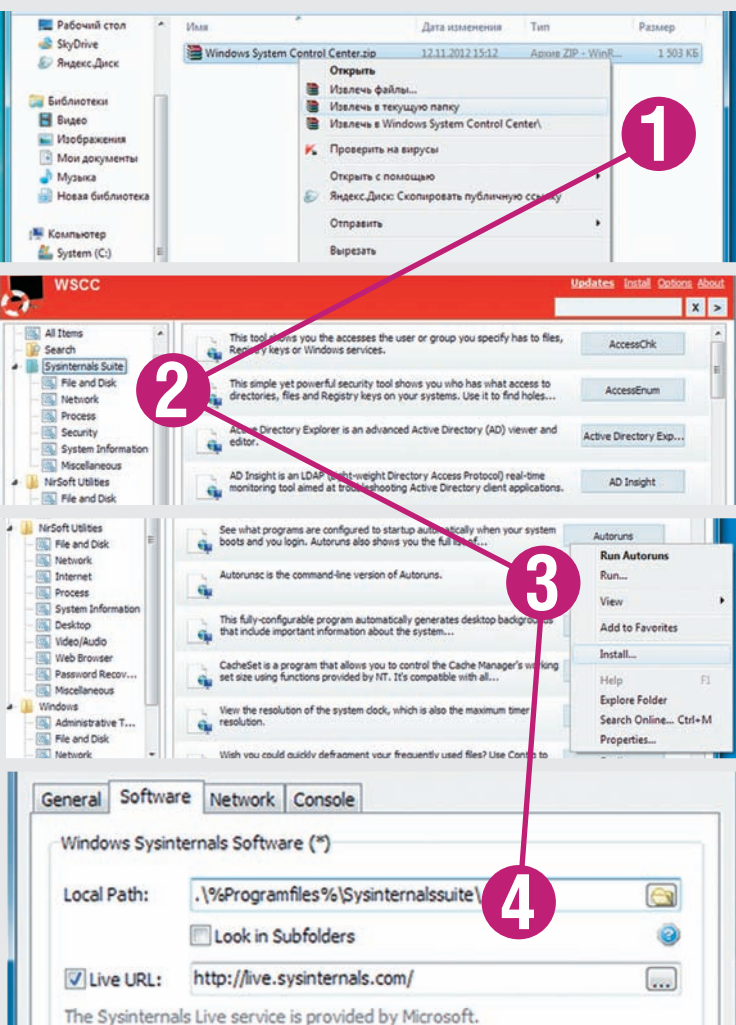 Рабочий стол
SkyDrive
Яндекс.Диск
Библиотеки
Видео
Изображения
Мои документы
Музыка
Новая библиотека
Компьютер
System (C:)
Имя Дата изменения Тип Размер
Windows System Control Center.zip 12.11.2012 15:12 Архив ZIP - WinR... 1 503 КБ
Открыть
Извлечь файлы...
Извлечь в текущую папку
Извлечь в Windows System Control Center\
Проверить на вирусы
Открыть с помощью
Яндекс.Диск: Скопировать публичную ссылку
Отправить
Вырезать
1
WSCC
Updates Install Options About
X >
All Items
Search
Sysinternals Suite
File and Disk
Network
Process
Security
System Information
Miscellaneous
NirSoft Utilities
File and Disk
2
This tool shows you the accesses the user or group you specify has to files,
Registry keys or Windows services.
AccessChk
This simple yet powerful security tool shows you who has what access to
directories, files and Registry keys on your systems. Use it to find holes...
AccessEnum
Active Directory Explorer is an advanced Active Directory (AD) viewer and
editor.
Active Directory Exp...
AD Insight is an LDAP (Light-weight Directory Access Protocol) real-time
monitoring tool aimed at troubleshooting Active Directory client applications.
AD Insight
NirSoft Utilities
File and Disk
Network
Internet
Process
System Information
Desktop
Video/Audio
Web Browser
Password Recov...
Miscellaneous
Windows
Administrative T...
File and Disk
Network
See what programs are configured to startup automatically when your system
boots and you login. Autoruns also shows you the full list of...
Autoruns
Autorunsc is the command-line version of Autoruns.
This fully-configurable program automatically generates desktop backgrounds
that include important information about the system...
CacheSet is a program that allows you to control the Cache Manager's working
set size using functions provided by NT. It's compatible with all...
View the resolution of the system clock, which is also the maximum timer
resolution.
Wish you could quickly defragment your frequently used files? Use Contig to
3
Run Autoruns
Run...
View
Add to Favorites
Install...
Help F1
Explore Folder
Search Online... Ctrl+M
Properties...
General Software Network Console
Windows Sysinternals Software (*)
Local Path: .\%Programfiles%\Sysinternalssuite\
4
Look in Subfolders
Live URL: http://live.sysinternals.com/ ...
The Sysinternals Live service is provided by Microsoft.